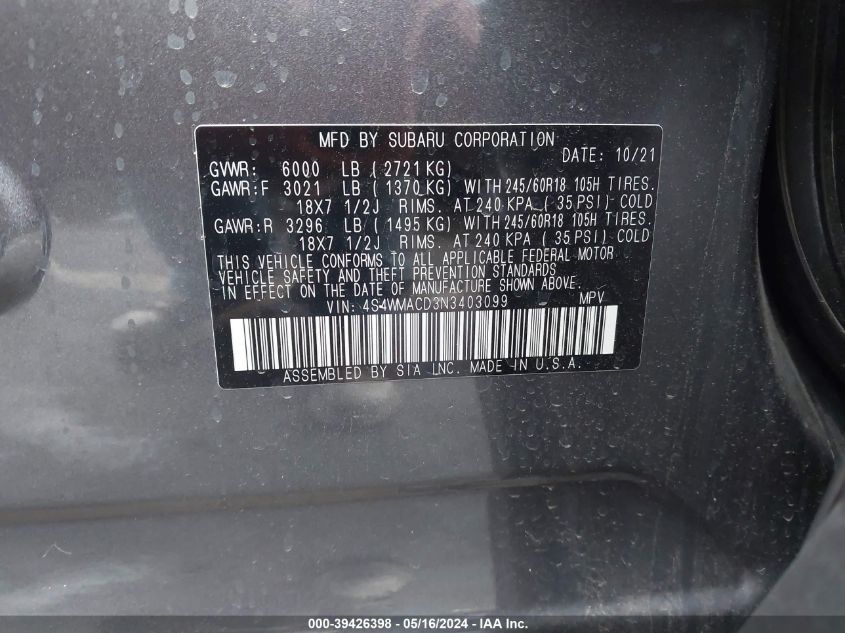 MFD BY SUBARU CORPORATION
DATE: 10/21
GVWR: 6000 LB (2721KG)
GAWR:F 3021 LB (1370KG) WITH 245/60R18 105H TIRES.
18X7 1/2J RIMS. AT 240 KPA (35 PSI) COLD
GAWR:R 3296 LB (1495 KG) WITH 245/60R18 105H TIRES.
18X7 1/2J RIMS. AT 240 KPA (35 PSI) COLD
THIS VEHICLE CONFORMS TO ALL APPLICABLE FEDERAL MOTOR
VEHICLE SAFETY AND THEFT PREVENTION STANDARDS
IN EFFECT ON THE DATE OF MANUFACTURE SHOWN ABOVE.
VIN: 4S4WMACD3N3403099 MPV
ASSEMBLED BY SIA INC. MADE IN U.S.A.
000-39426398 - 05/16/2024 - IAA Inc.